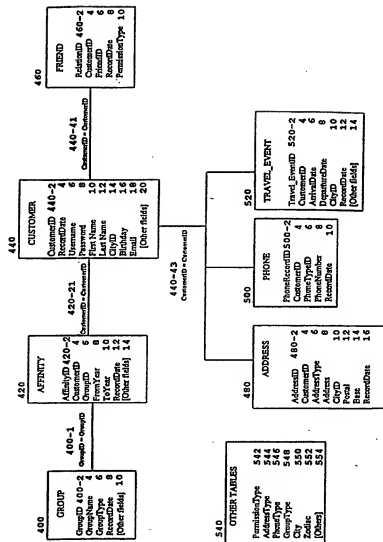 400
GROUP
GroupID 400-2
GroupName 4
GroupType 6
RecordDate 8
[Other fields] 10
400-1
GroupID = GroupID
420
AFFINITY
AffinityID 420-2
CustomerID 4
GroupID 6
FromYear 8
ToYear 10
RecordDate 12
[Other fields] 14
420-21
CustomerID = CustomerID
440
CUSTOMER
CustomerID 440-2
RecordDate 4
Username 6
Password 8
First Name 10
Last Name 12
CityID 14
Birthday 16
Email 18
[Other fields] 20
440-41
CustomerID = CustomerID
460
FRIEND
RelationID 460-2
CustomerID 4
FriendID 6
RecordDate 8
PermissionType 10
440-43
CustomerID = CustomerID
540
OTHER TABLES
542
PermissionType 544
AddressType 546
PhoneType 548
GroupType 550
City 552
Zodiac 554
[Others]
480
ADDRESS
AddressID 480-2
CustomerID 4
AddressType 6
Address 8
CityID 10
Postal 12
Base 14
RecordDate 16
500
PHONE
PhoneRecordID 500-2
CustomerID 4
PhoneTypeID 6
PhoneNumber 8
RecordDate 10
520
TRAVEL_EVENT
Travel_EventID 520-2
CustomerID 4
ArrivalDate 6
DepartureDate 8
CityID 10
RecordDate 12
[Other fields] 14